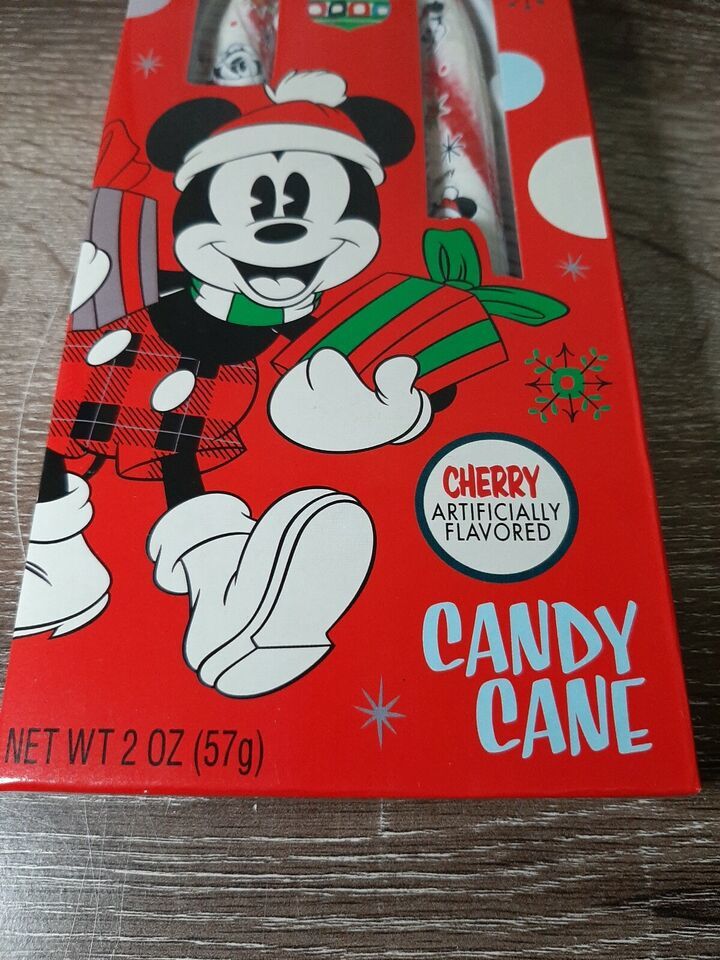 CHERRY
ARTIFICIALLY
FLAVORED
CANDY
CANE
NET WT 2 OZ (57g)